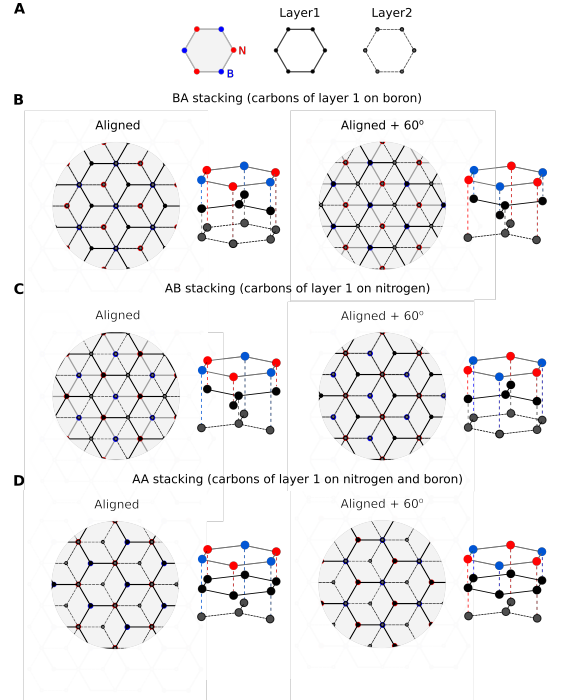 A
Layer1
Layer2
N
B
B
BA stacking (carbons of layer 1 on boron)
Aligned
Aligned + 60°
C
AB stacking (carbons of layer 1 on nitrogen)
Aligned
Aligned + 60°
D
AA stacking (carbons of layer 1 on nitrogen and boron)
Aligned
Aligned + 60°